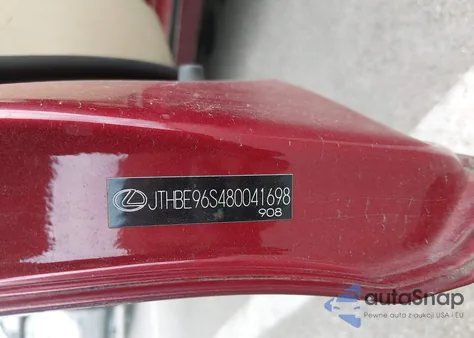 JTHBE96S480041698
908
autoSnap
Pewne auta z aukcji USA i EU